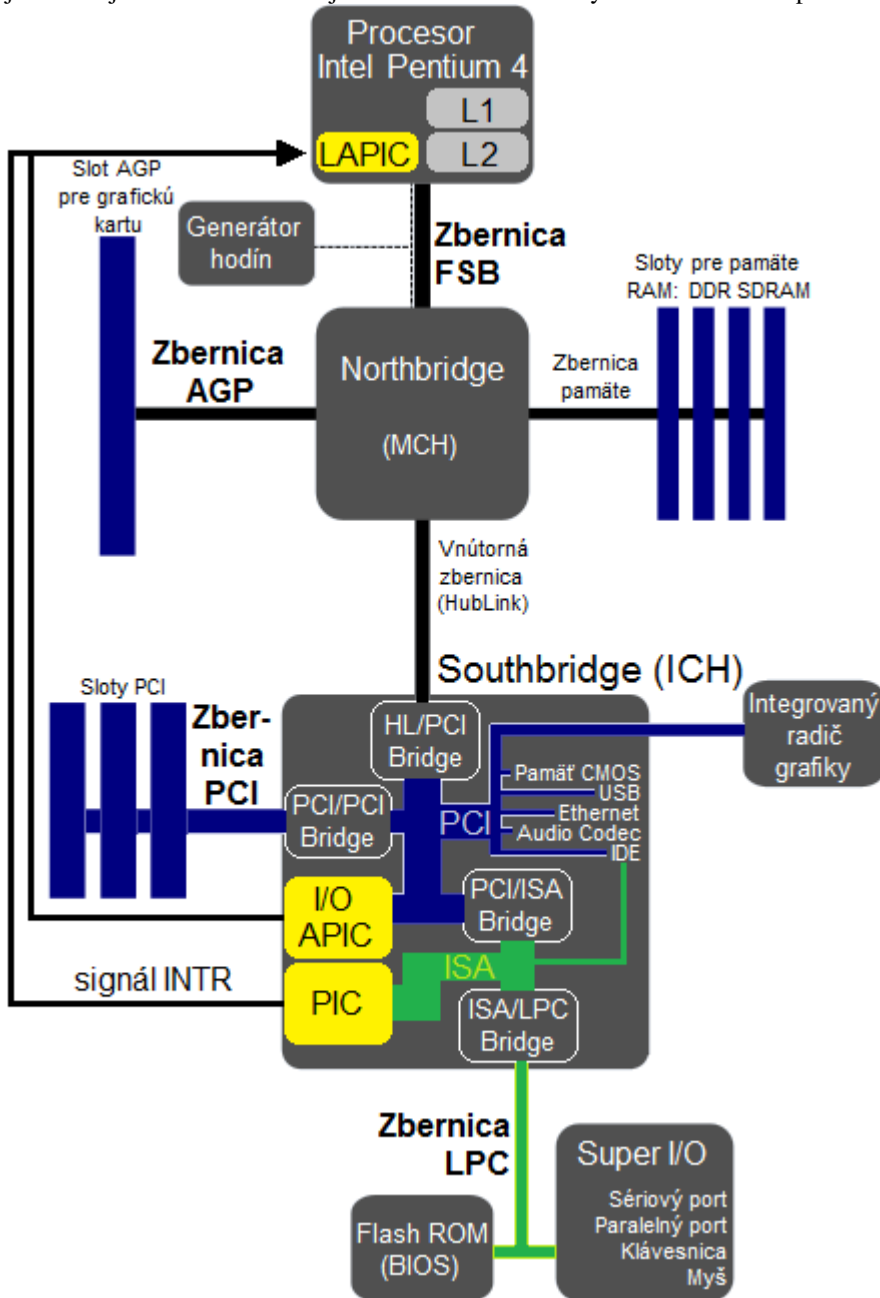 Procesor
Intel Pentium 4
L1
LAPIC
L2
Slot AGP
pre grafickú
kartu
Generátor
hodín
Zbernica
FSB
Sloty pre pamäte
RAM: DDR SDRAM
Zbernica
AGP
Northbridge
(MCH)
Zbernica
pamäte
Vnútorná
zbernica
(HubLink)
Southbridge (ICH)
Sloty PCI
Zber-
nica
PCI
HL/PCI
Bridge
Integrovaný
radič
grafiky
PCI/PCI
Bridge
PCI
Pamäť CMOS
USB
Ethernet
Audio Codec
IDE
I/O
APIC
PCI/ISA
Bridge
signál INTR
PIC
ISA
ISA/LPC
Bridge
Zbernica
LPC
Flash ROM
(BIOS)
Super I/O
Sériový port
Paralelný port
Klávesnica
Myš